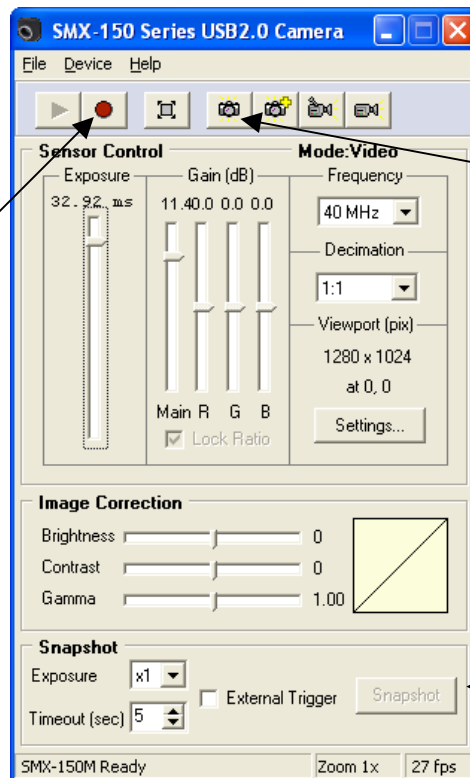 SMX-150 Series USB2.0 Camera
File Device Help
Sensor Control Mode:Video
Exposure Gain (dB) Frequency
32.92 ms 11.40.0 0.0 0.0
40 MHz
Decimation
1:1
Viewport (pix)
1280 x 1024
at 0, 0
Main R G B
Settings...
Lock Ratio
Image Correction
Brightness 0
Contrast 0
Gamma 1.00
Snapshot
Exposure x1
External Trigger Snapshot
Timeout (sec) 5
SMX-150M Ready Zoom 1x 27 fps